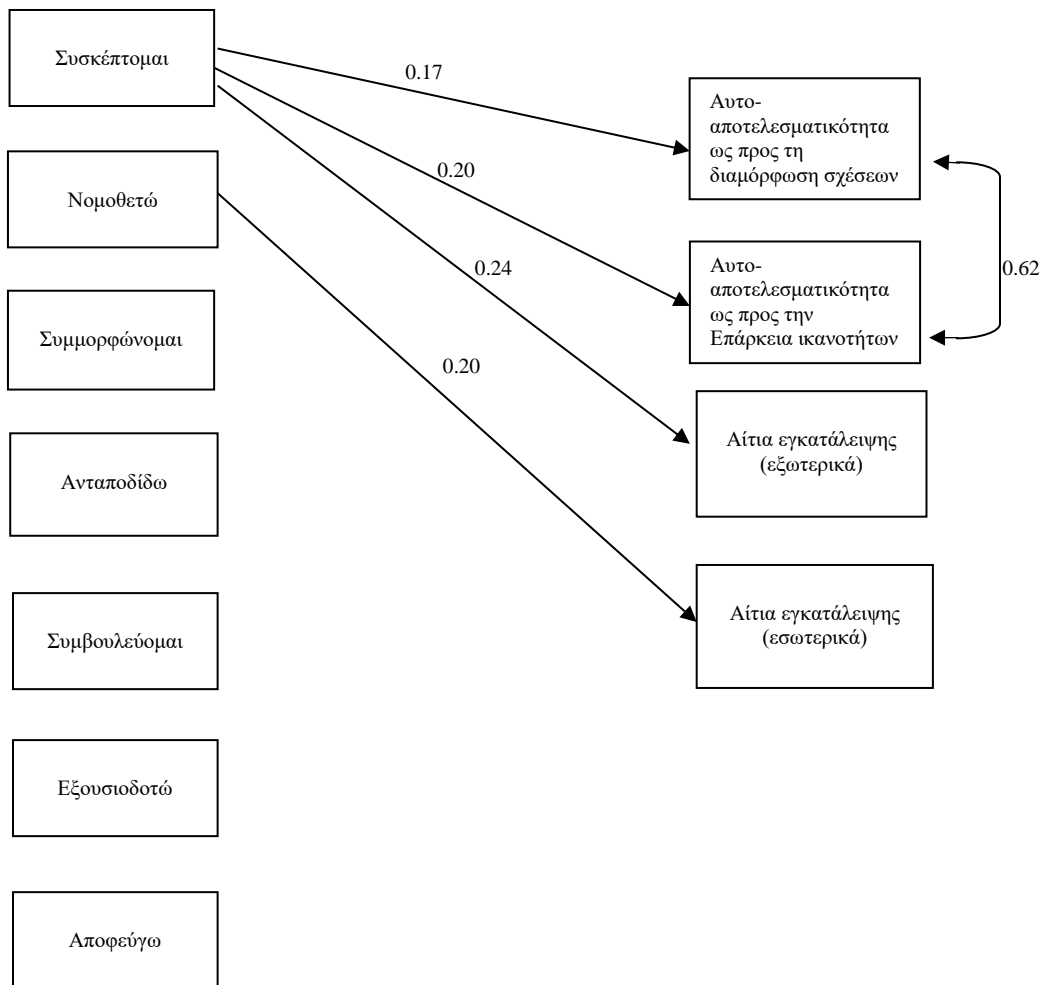 Συσκέπτομαι
Νομοθετώ
Συμμορφώνομαι
Ανταποδίδω
Συμβουλεύομαι
Εξουσιοδοτώ
Αποφεύγω
0.17
0.20
0.24
0.20
Αυτο-
αποτελεσματικότητα
ως προς τη
διαμόρφωση σχέσεων
Αυτο-
αποτελεσματικότητα
ως προς την
Επάρκεια ικανοτήτων
0.62
Αίτια εγκατάλειψης
(εξωτερικά)
Αίτια εγκατάλειψης
(εσωτερικά)